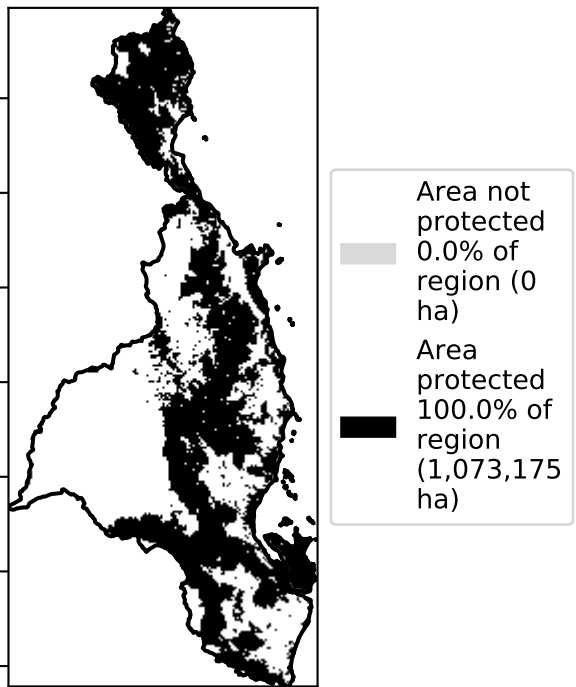 Area not
protected
0.0% of
region (0
ha)
Area
protected
100.0% of
region
(1,073,175
ha)